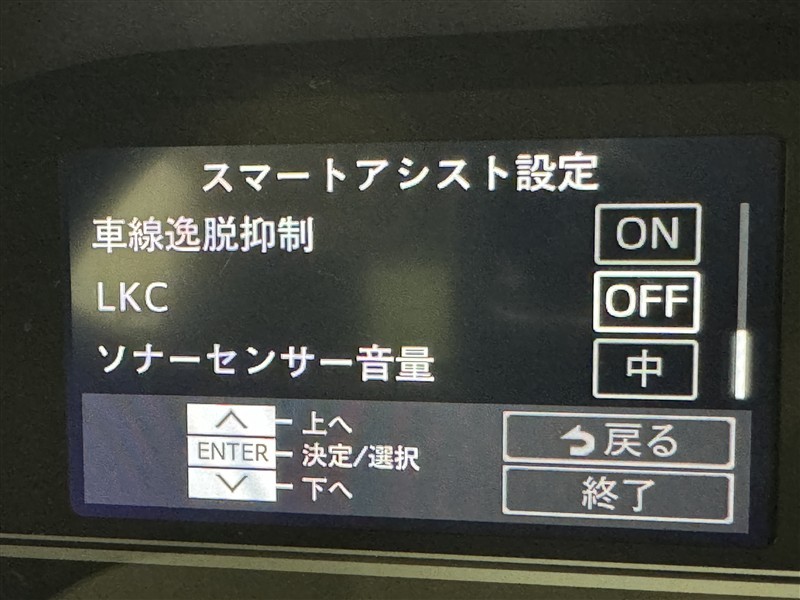 スマートアシスト設定
車線逸脱抑制 ON
LKC OFF
ソナーセンサー音量 中
上へ
ENTER 決定/選択
下へ
戻る
終了